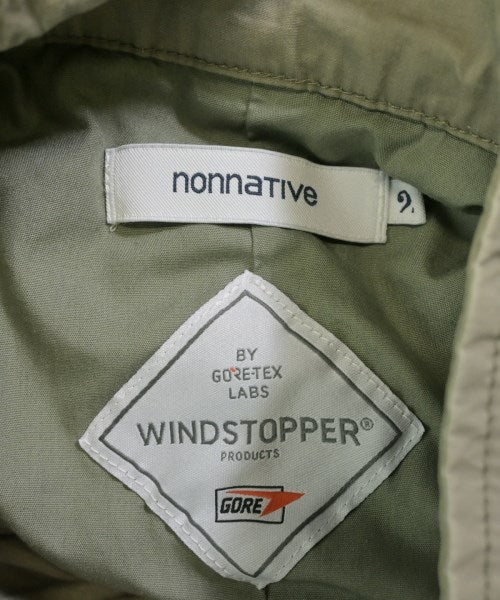 nonnative
2
BY
GORE-TEX
LABS
WINDSTOPPER®
PRODUCTS
GORE